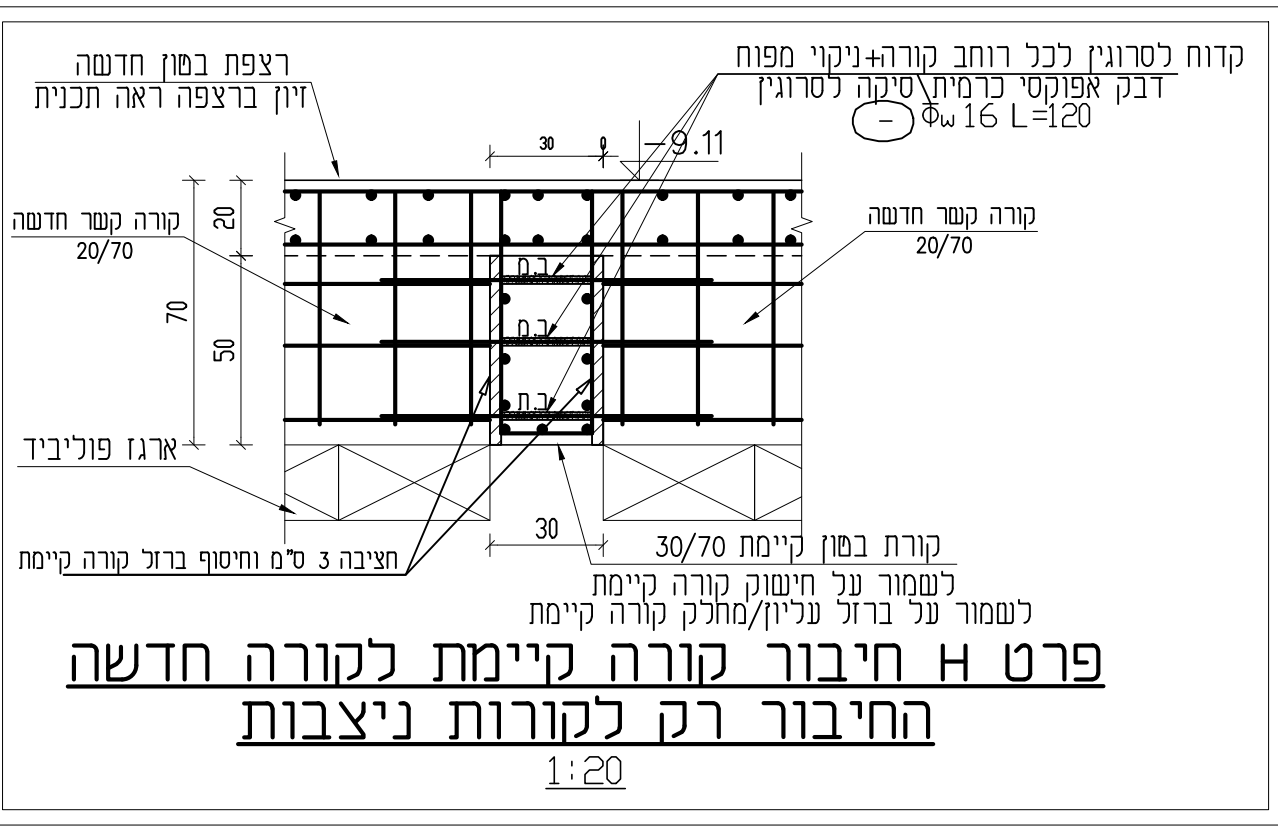 קדוח לסרוגין לכל רוחב קורה+ניקוי מפוח
דבק אפוקסי כרמית סיקה לסרוגין
- Φω 16 L=120
רצפת בטון חדשה
זיון ברצפה ראה תכנית
30
0
-9.11
קורה קשר חדשה
20/70
קורה קשר חדשה
20/70
20
70
50
ב.מ
ב.מ
ב.ת
ארגז פוליביד
30
חציבה 3 ס"מ וחיסוף ברזל קורה קיימת
קורת בטון קיימת 30/70
לשמור על חישוק קורה קיימת
לשמור על ברזל עליון/מחלק קורה קיימת
פרט H חיבור קורה קיימת לקורה חדשה
החיבור רק לקורות ניצבות
1:20